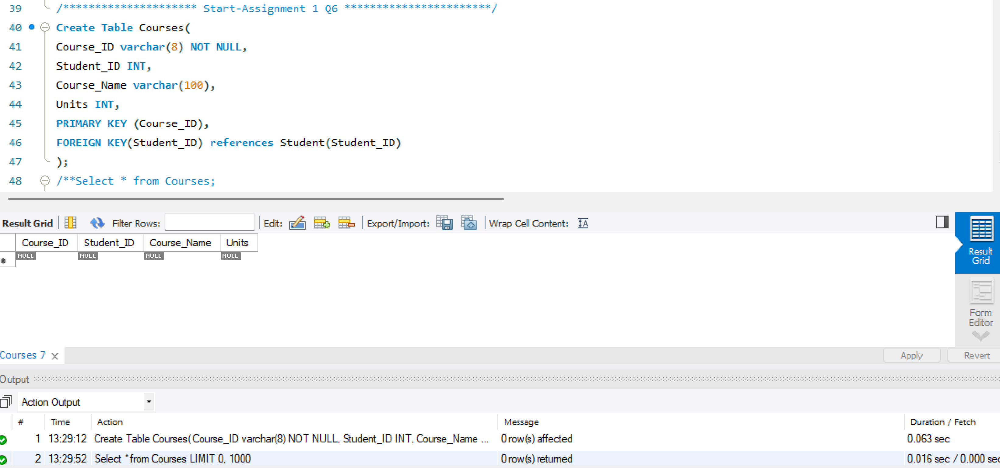 39 /********************** Start-Assignment 1 Q6 ***********************/
40 Create Table Courses(
41 Course_ID varchar(8) NOT NULL,
42 Student_ID INT,
43 Course_Name varchar(100),
44 Units INT,
45 PRIMARY KEY (Course_ID),
46 FOREIGN KEY(Student_ID) references Student(Student_ID)
47 );
48 /**Select * from Courses;
Result Grid Filter Rows: Edit: Export/Import: Wrap Cell Content:
Course_ID Student_ID Course_Name Units
NULL NULL NULL NULL
Result
Grid
Form
Editor
Courses 7 Apply Revert
Output
Action Output
# Time Action Message Duration / Fetch
1 13:29:12 Create Table Courses( Course_ID varchar(8) NOT NULL, Student_ID INT, Course_Name ... 0 row(s) affected 0.063 sec
2 13:29:52 Select * from Courses LIMIT 0, 1000 0 row(s) returned 0.016 sec / 0.000 sec